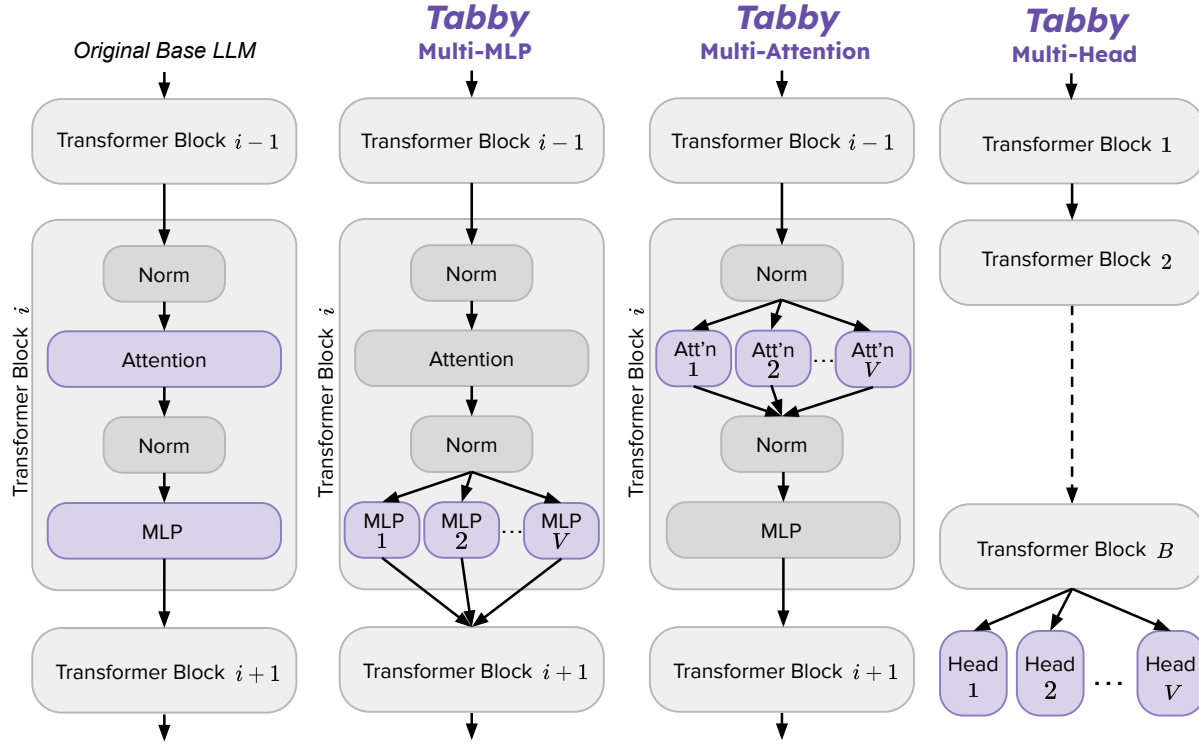 Original Base LLM
Transformer Block i − 1
Transformer Block i
Norm
Attention
Norm
MLP
Transformer Block i + 1
Tabby
Multi-MLP
Transformer Block i − 1
Transformer Block i
Norm
Attention
Norm
MLP
1
MLP
2
...
MLP
V
Transformer Block i + 1
Tabby
Multi-Attention
Transformer Block i − 1
Transformer Block i
Norm
Att'n
1
Att'n
2
...
Att'n
V
Norm
MLP
Transformer Block i + 1
Tabby
Multi-Head
Transformer Block 1
Transformer Block 2
Transformer Block B
Head
1
Head
2
...
Head
V